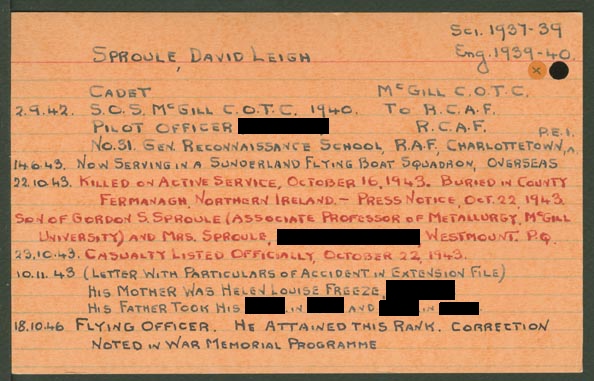 Sci. 1937-39
Eng. 1939-40.
SPROULE, DAVID LEIGH
CADET McGILL C.O.T.C.
2.9.42. S.O.S. McGILL C.O.T.C. 1940. To R.C.A.F.
PILOT OFFICER R.C.A.F.
No.31. GEN. RECONNAISSANCE SCHOOL, R.A.F., CHARLOTTETOWN, P.E.I.
14.6.43. NOW SERVING IN A SUNDERLAND FLYING BOAT SQUADRON, OVERSEAS
22.10.43. KILLED ON ACTIVE SERVICE, OCTOBER 16, 1943. BURIED IN COUNTY
FERMANAGH, NORTHERN IRELAND. - PRESS NOTICE, OCT. 22 1943.
SON OF GORDON S. SPROULE (ASSOCIATE PROFESSOR OF METALLURGY, McGILL
UNIVERSITY) AND MRS. SPROULE, WESTMOUNT. P.Q.
23.10.43. CASUALTY LISTED OFFICIALLY, OCTOBER 22, 1943.
10.11.43 (LETTER WITH PARTICULARS OF ACCIDENT IN EXTENSION FILE)
HIS MOTHER WAS HELEN LOUISE FREEZE,
HIS FATHER TOOK HIS IN AND IN
18.10.46 FLYING OFFICER. HE ATTAINED THIS RANK. CORRECTION
NOTED IN WAR MEMORIAL PROGRAMME